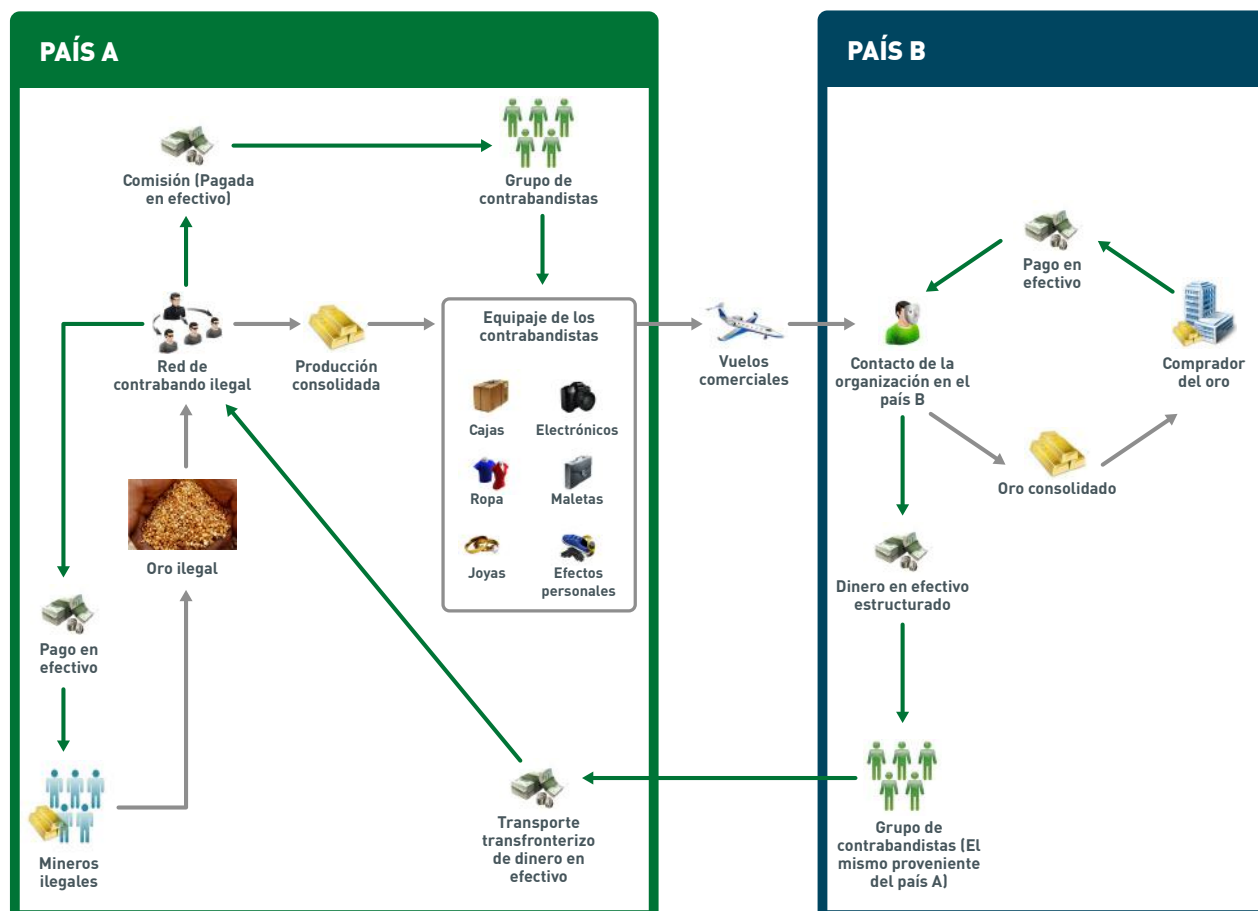 PAÍS A
Comisión (Pagada
en efectivo)
Grupo de
contrabandistas
Red de
contrabando ilegal
Producción
consolidada
Equipaje de los
contrabandistas
Cajas
Electrónicos
Ropa
Maletas
Joyas
Efectos
personales
Oro ilegal
Pago en
efectivo
Mineros
ilegales
Transporte
transfronterizo
de dinero en
efectivo
Vuelos
comerciales
PAÍS B
Pago en
efectivo
Contacto de la
organización en el
país B
Comprador
del oro
Oro consolidado
Dinero en efectivo
estructurado
Grupo de
contrabandistas (El
mismo proveniente
del país A)